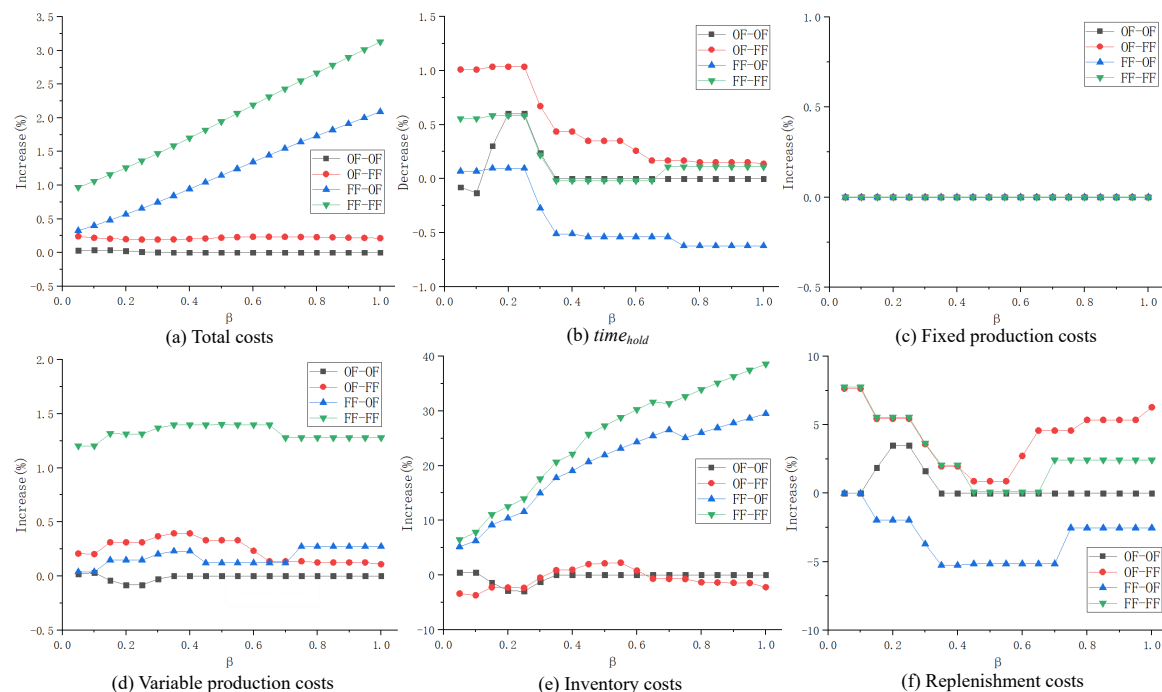 3.5
3.0
2.5
2.0
1.5
1.0
0.5
0.0
-0.5
Increase(%)
OF-OF
OF-FF
FF-OF
FF-FF
0.0 0.2 0.4 0.6 0.8 1.0
β
(a) Total costs
1.5
1.0
0.5
0.0
-0.5
-1.0
Decrease(%)
OF-OF
OF-FF
FF-OF
FF-FF
0.0 0.2 0.4 0.6 0.8 1.0
β
(b) time_hold
1.0
0.5
0.0
-0.5
Increase(%)
OF-OF
OF-FF
FF-OF
FF-FF
0.0 0.2 0.4 0.6 0.8 1.0
β
(c) Fixed production costs
2.0
1.5
1.0
0.5
0.0
-0.5
Increase(%)
OF-OF
OF-FF
FF-OF
FF-FF
0.0 0.2 0.4 0.6 0.8 1.0
β
(d) Variable production costs
40
30
20
10
0
-10
Increase(%)
OF-OF
OF-FF
FF-OF
FF-FF
0.0 0.2 0.4 0.6 0.8 1.0
β
(e) Inventory costs
10
5
0
-5
-10
Increase(%)
OF-OF
OF-FF
FF-OF
FF-FF
0.0 0.2 0.4 0.6 0.8 1.0
β
(f) Replenishment costs